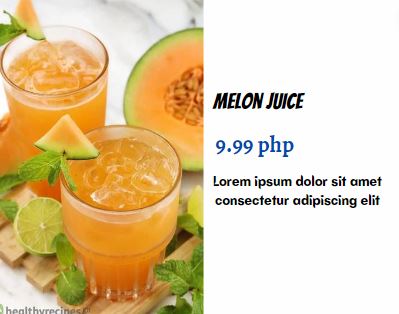 MELON JUICE
9.99 php
Lorem ipsum dolor sit amet
consectetur adipiscing elit
healthyrecipes